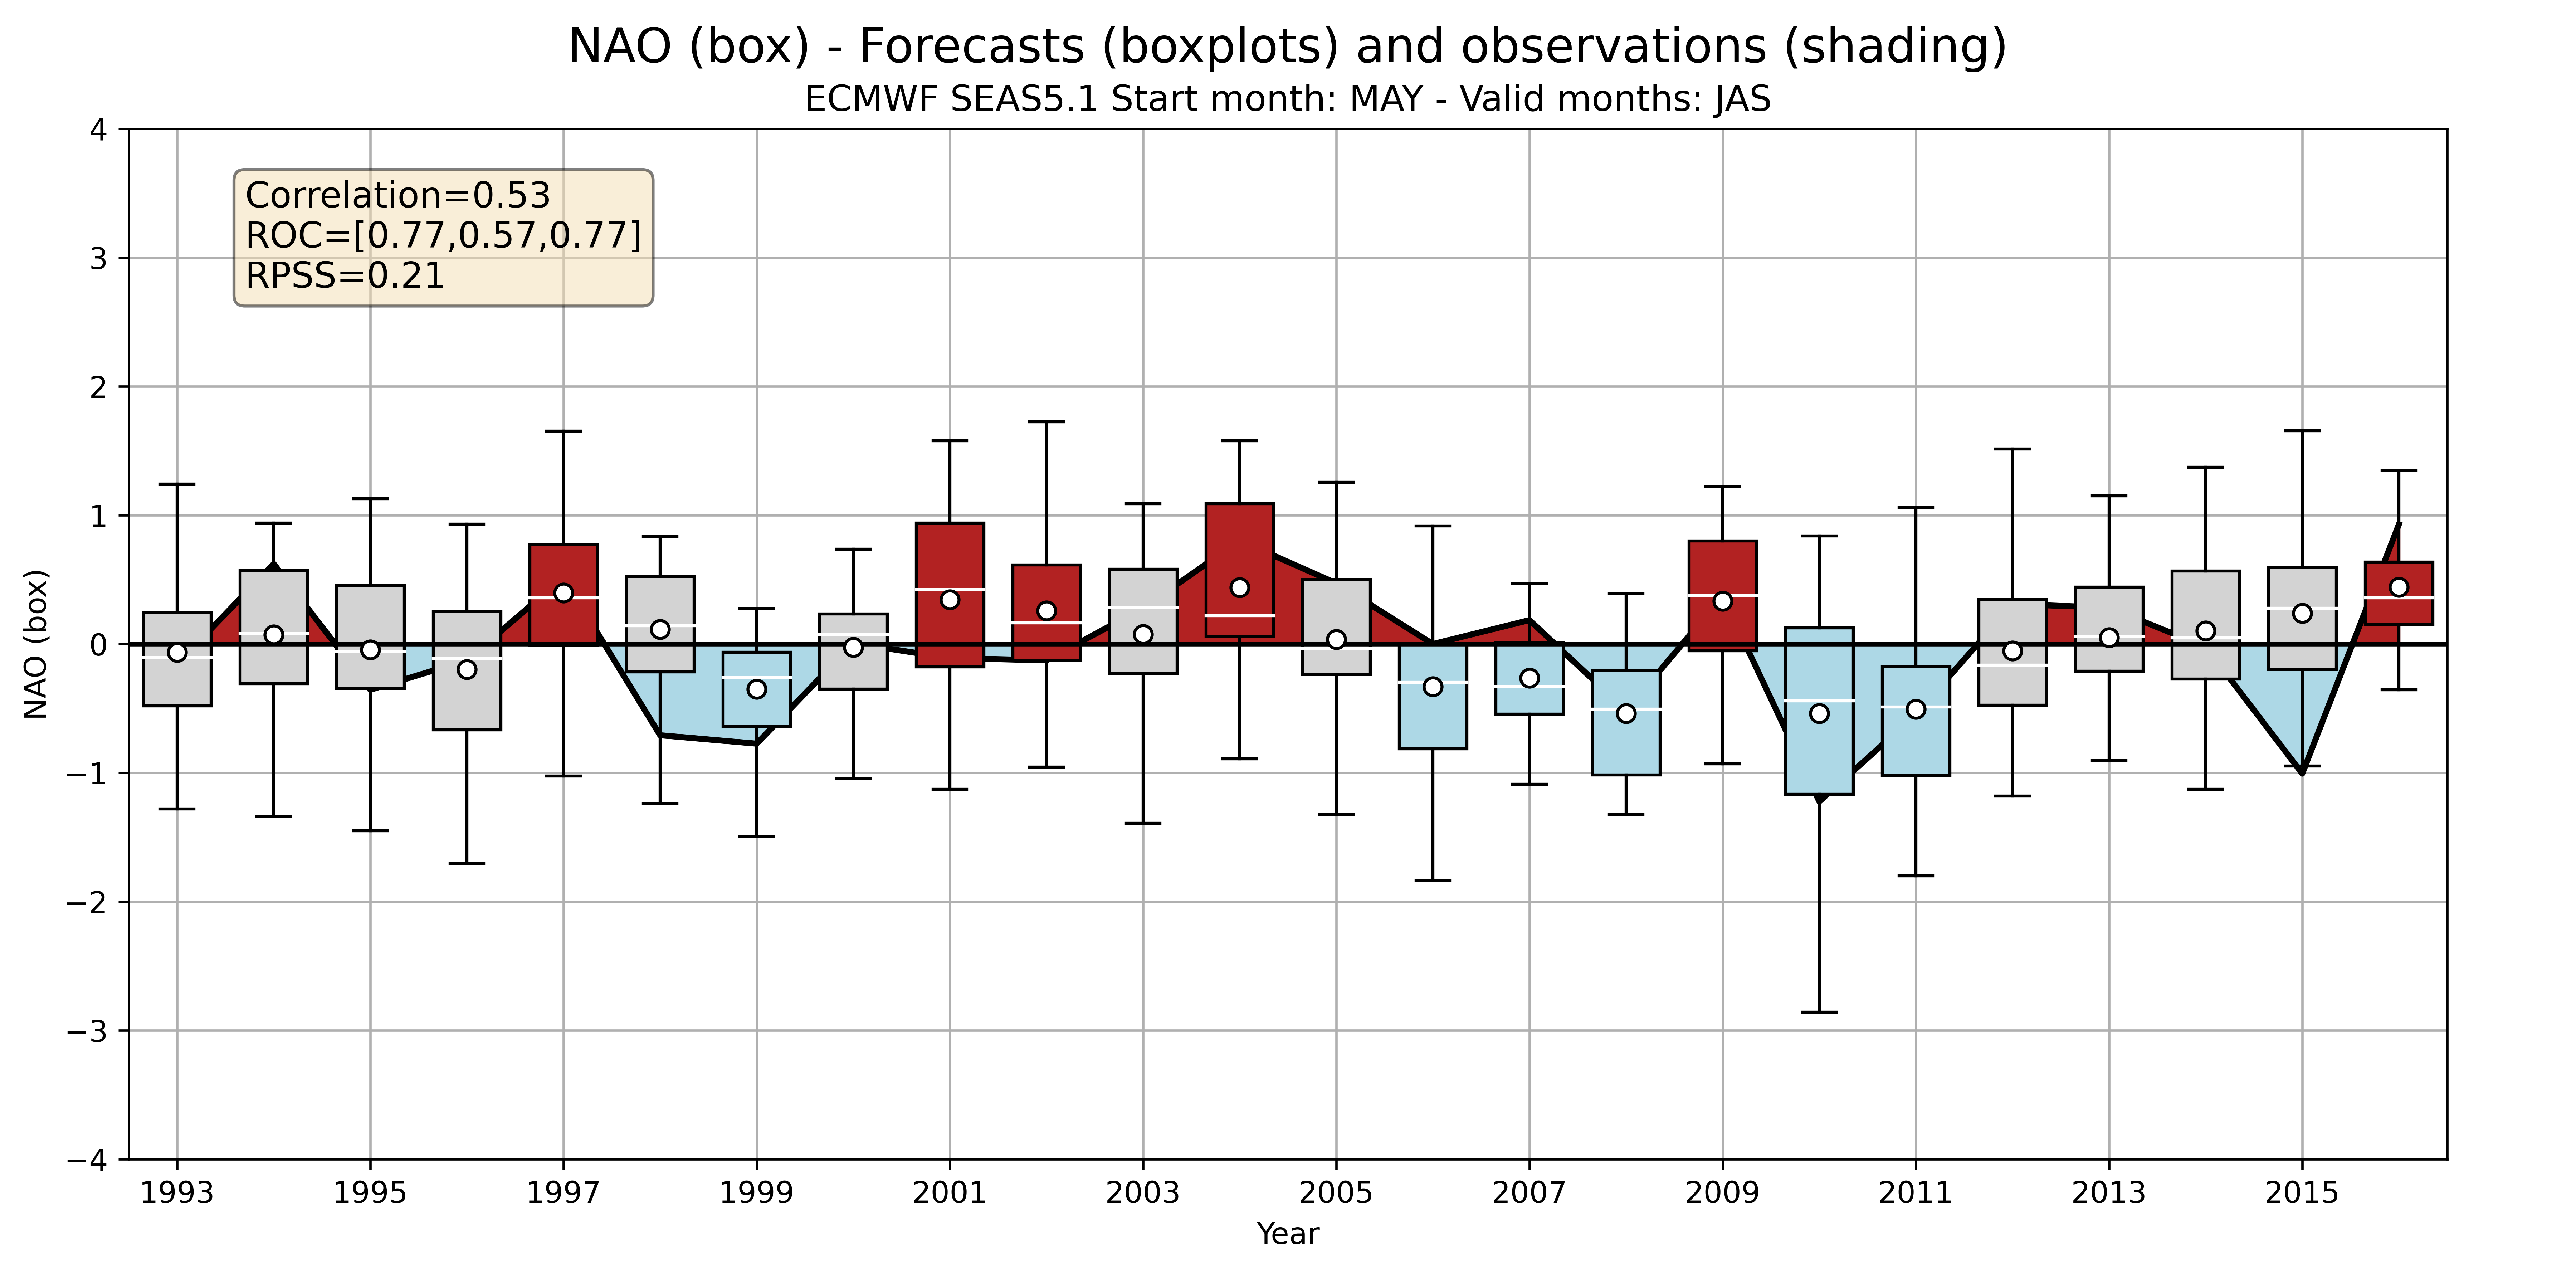 NAO (box) - Forecasts (boxplots) and observations (shading)
ECMWF SEAS5.1 Start month: MAY - Valid months: JAS
Correlation=0.53
ROC=[0.77,0.57,0.77]
RPSS=0.21
NAO (box)
4
3
2
1
0
−1
−2
−3
−4
1993 1995 1997 1999 2001 2003 2005 2007 2009 2011 2013 2015
Year